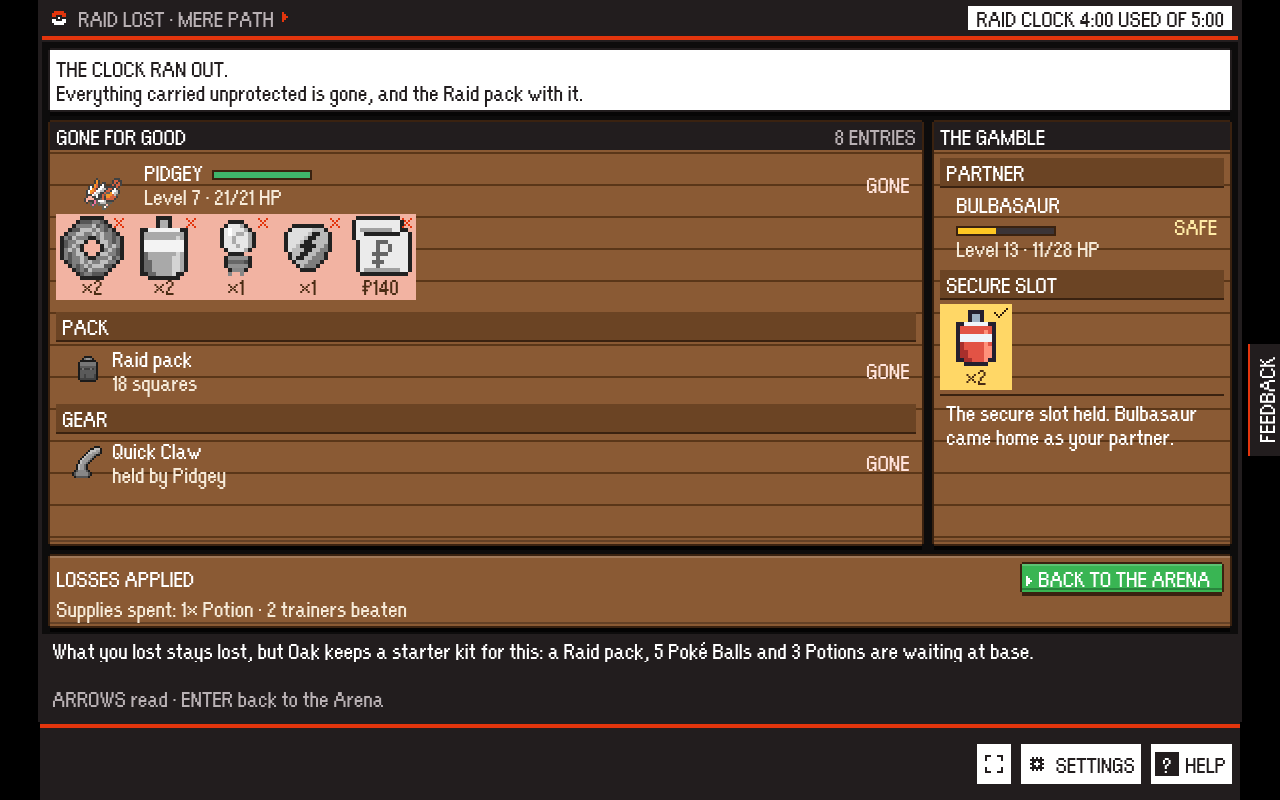 RAID LOST · MERE PATH
RAID CLOCK 4:00 USED OF 5:00
THE CLOCK RAN OUT.
Everything carried unprotected is gone, and the Raid pack with it.
GONE FOR GOOD
8 ENTRIES
PIDGEY
Level 7 · 21/21 HP
GONE
×2
×2
×1
×1
₽140
PACK
Raid pack
18 squares
GONE
GEAR
Quick Claw
held by Pidgey
GONE
THE GAMBLE
PARTNER
BULBASAUR
SAFE
Level 13 · 11/28 HP
SECURE SLOT
×2
The secure slot held. Bulbasaur
came home as your partner.
LOSSES APPLIED
Supplies spent: 1× Potion · 2 trainers beaten
BACK TO THE ARENA
What you lost stays lost, but Oak keeps a starter kit for this: a Raid pack, 5 Poké Balls and 3 Potions are waiting at base.
ARROWS read · ENTER back to the Arena
SETTINGS
? HELP
FEEDBACK